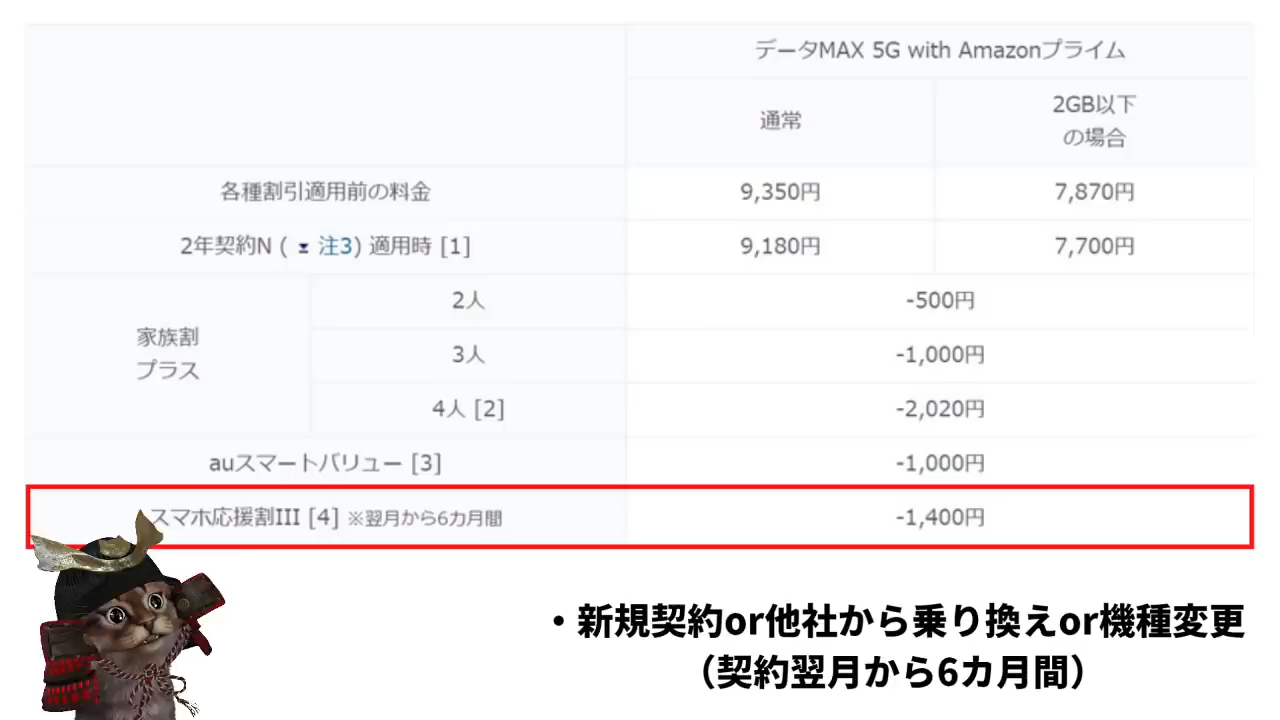 データMAX 5G with Amazonプライム
通常
2GB以下
の場合
各種割引適用前の料金 9,350円 7,870円
2年契約N ( 注3) 適用時 [1] 9,180円 7,700円
家族割
プラス
2人 -500円
3人 -1,000円
4人 [2] -2,020円
auスマートバリュー [3] -1,000円
スマホ応援割III [4] ※翌月から6カ月間 -1,400円
・新規契約or他社から乗り換えor機種変更
（契約翌月から6カ月間）